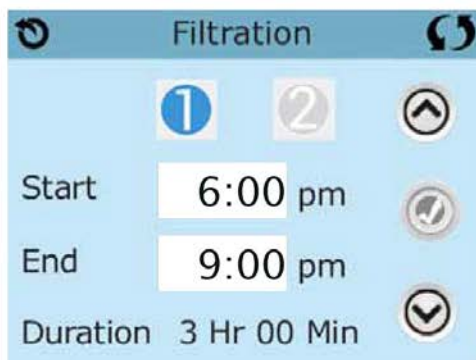 Filtration
1 2
Start 6:00 pm
End 9:00 pm
Duration 3 Hr 00 Min